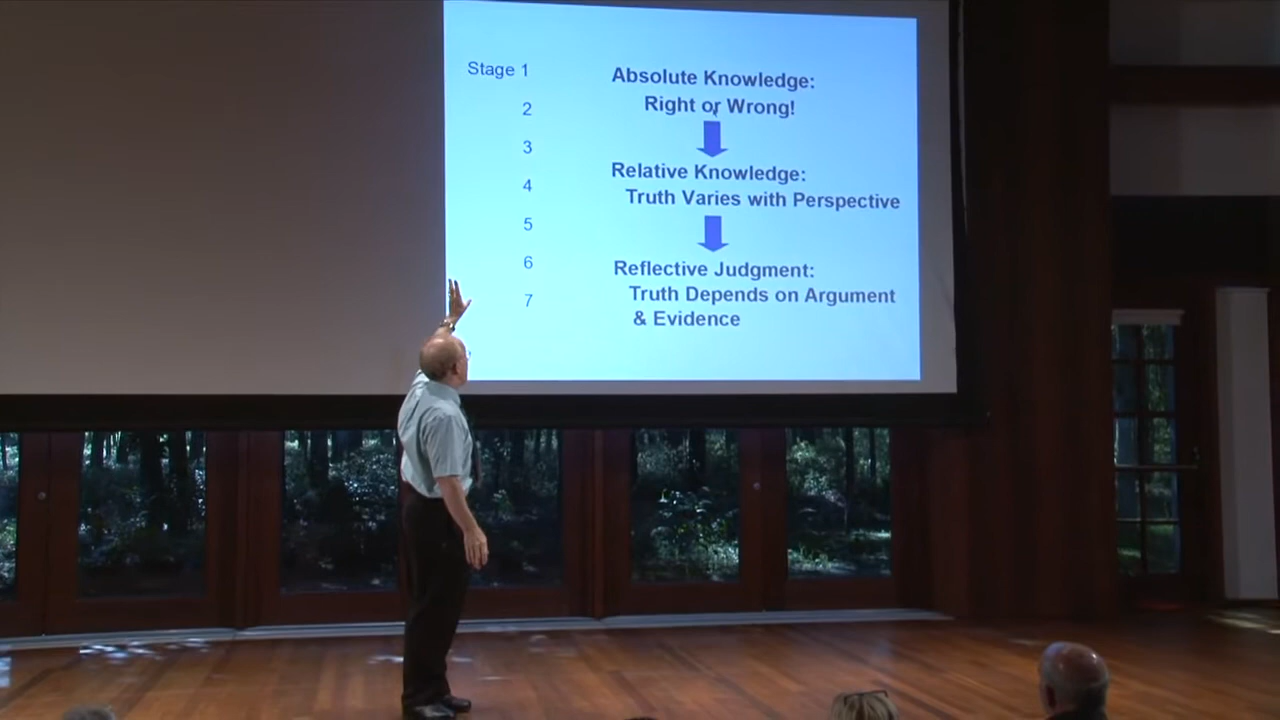 Stage 1
2
3
4
5
6
7
Absolute Knowledge:
Right or Wrong!
Relative Knowledge:
Truth Varies with Perspective
Reflective Judgment:
Truth Depends on Argument
& Evidence